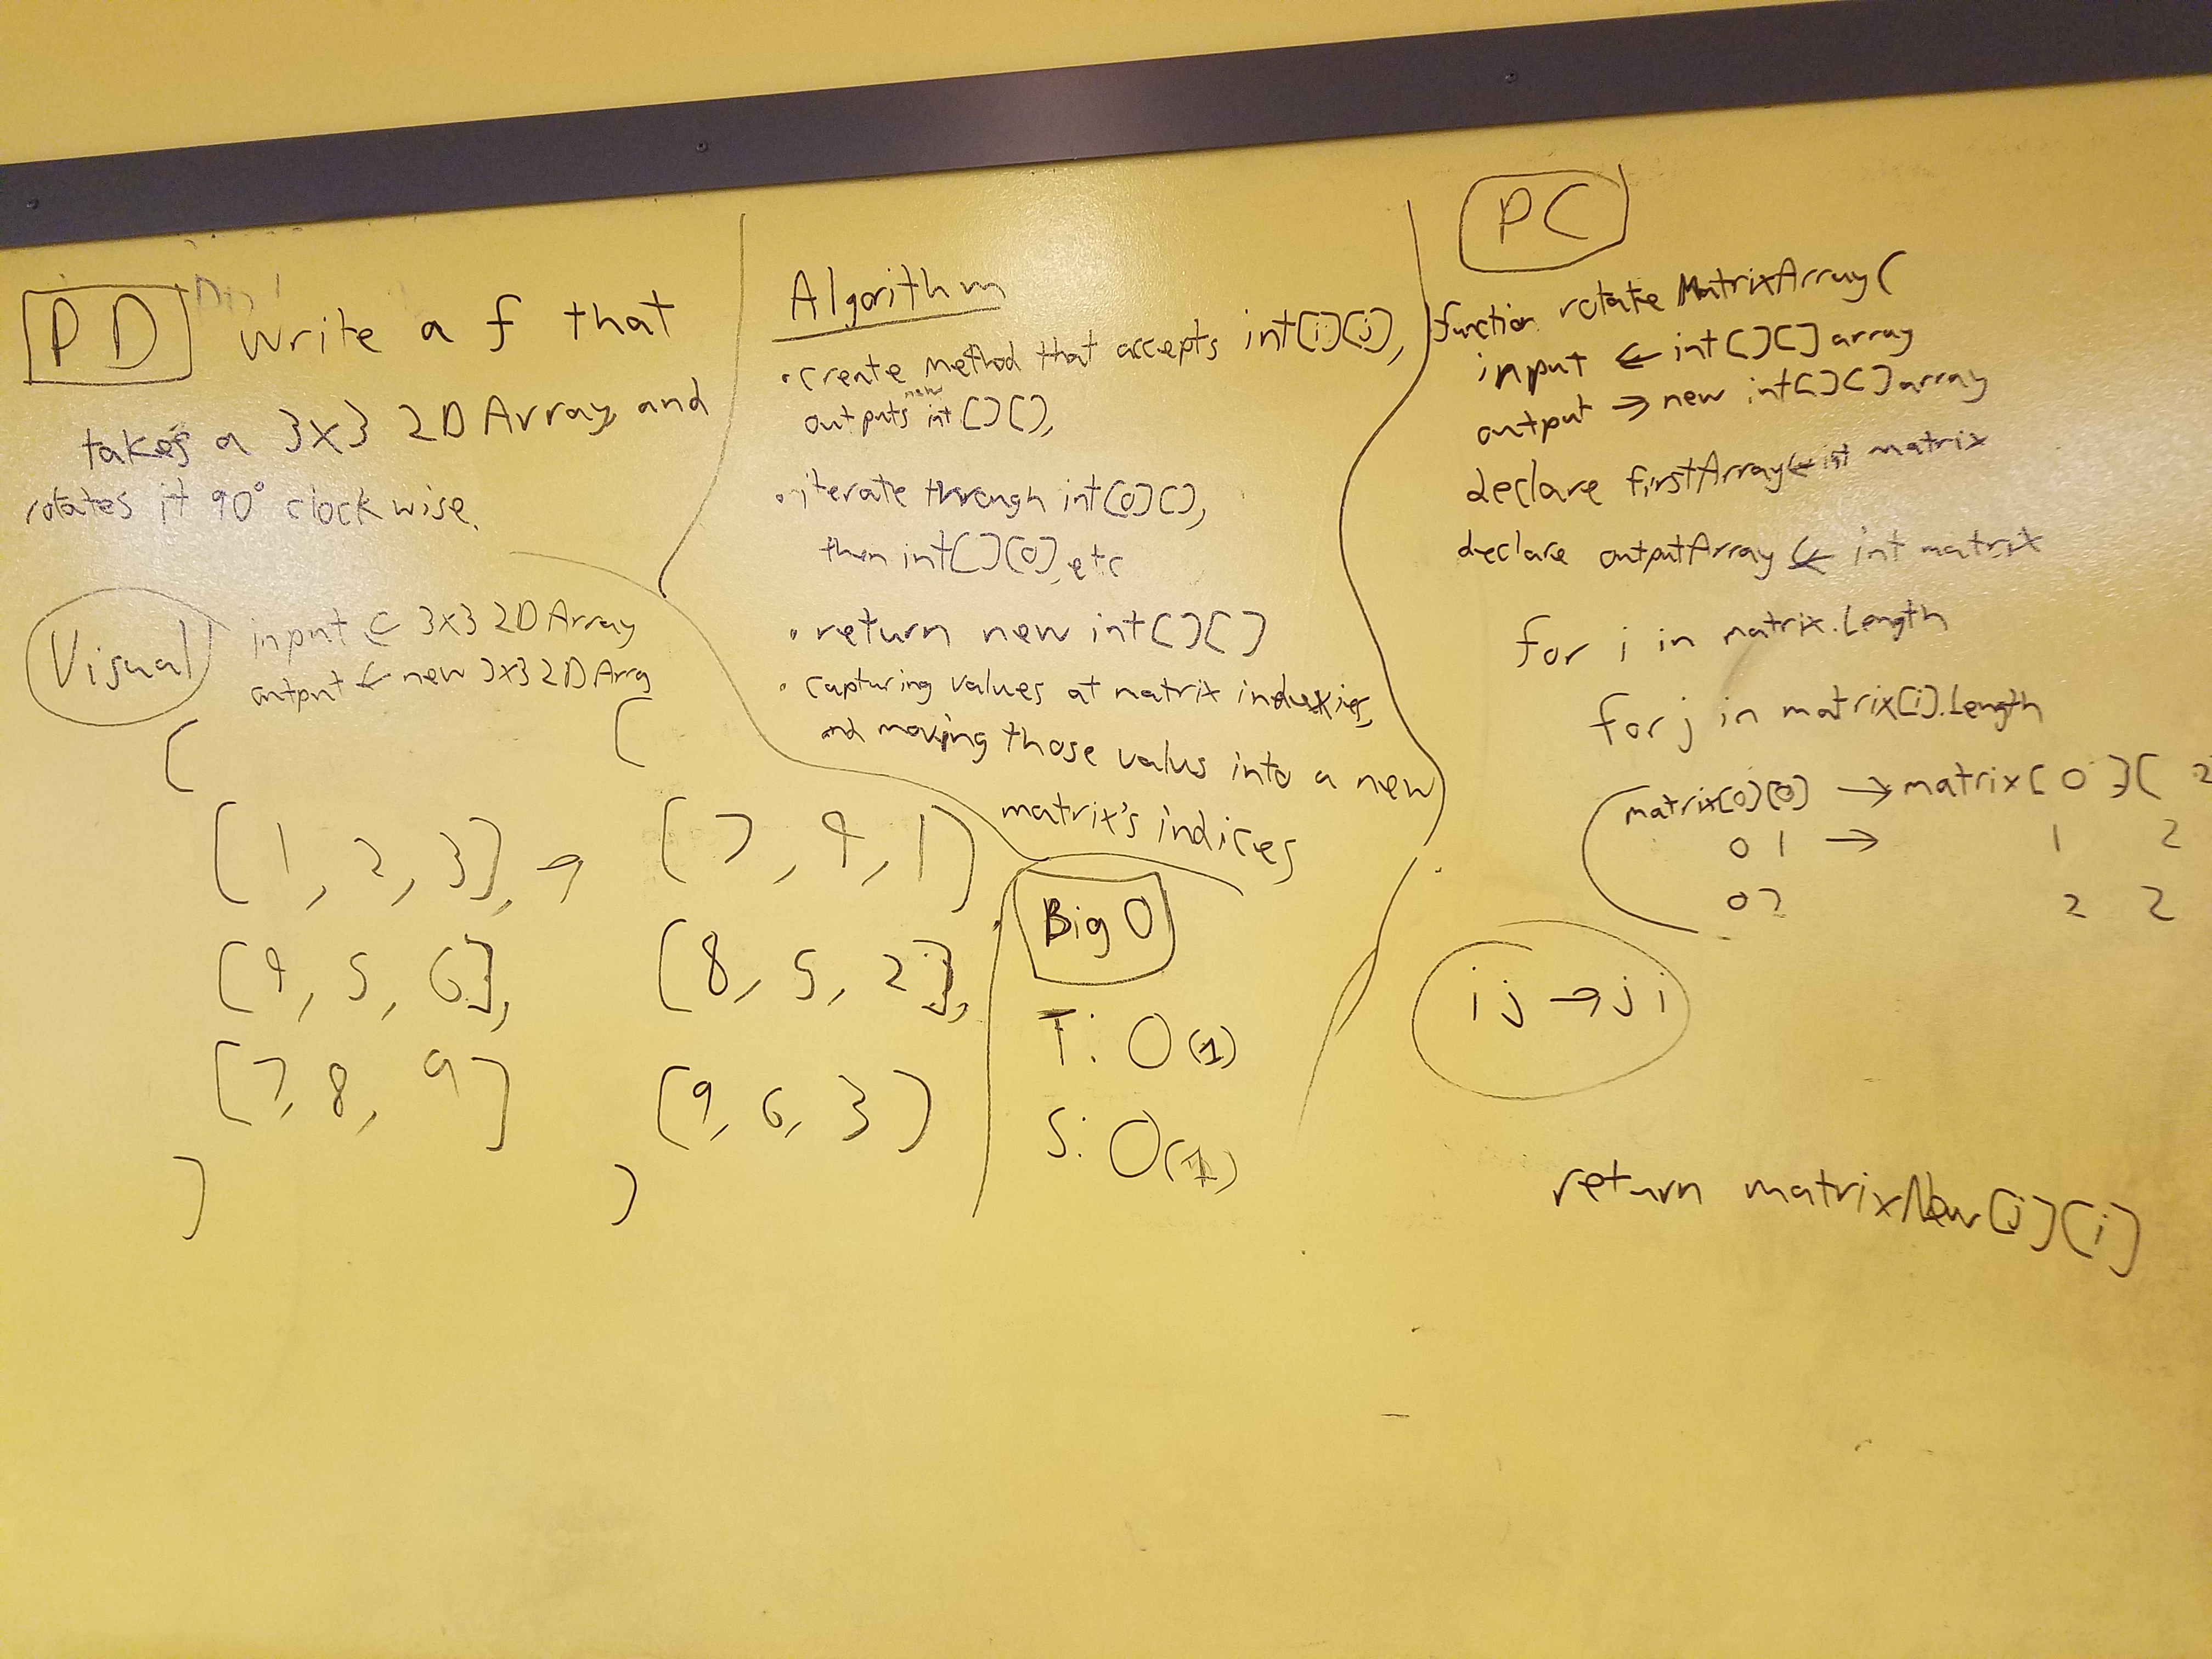 PD write a f that
takes a 3x3 2D Array, and
rotates it 90° clockwise.
Visual
input ← 3x3 2D Array
output ← new 3x3 2D Arra
[
[1, 2, 3], →
[4, 5, 6],
[7, 8, 9]
]
[
[7, 4, 1]
[8, 5, 2],
[9, 6, 3]
]
Algorithm
• create method that accepts int[i][j],
outputs new int [][],
• iterate through int[0][],
then int[][0], etc
• return new int[][]
• capturing values at matrix
and moving those values into a new
matrix's indices
Big O
T: O(1)
S: O(1)
PC
function rotate MatrixArray(
input ← int[][] array
output → new int[][] array
declare firstArray ← int matrix
declare outputArray ← int matrix
for i in matrix.Length
for j in matrix[i].Length
matrix[0][0] → matrix[0][2
0 1 → 1 2
0 2 2 2
i j → j i
return matrixNew[j][i]